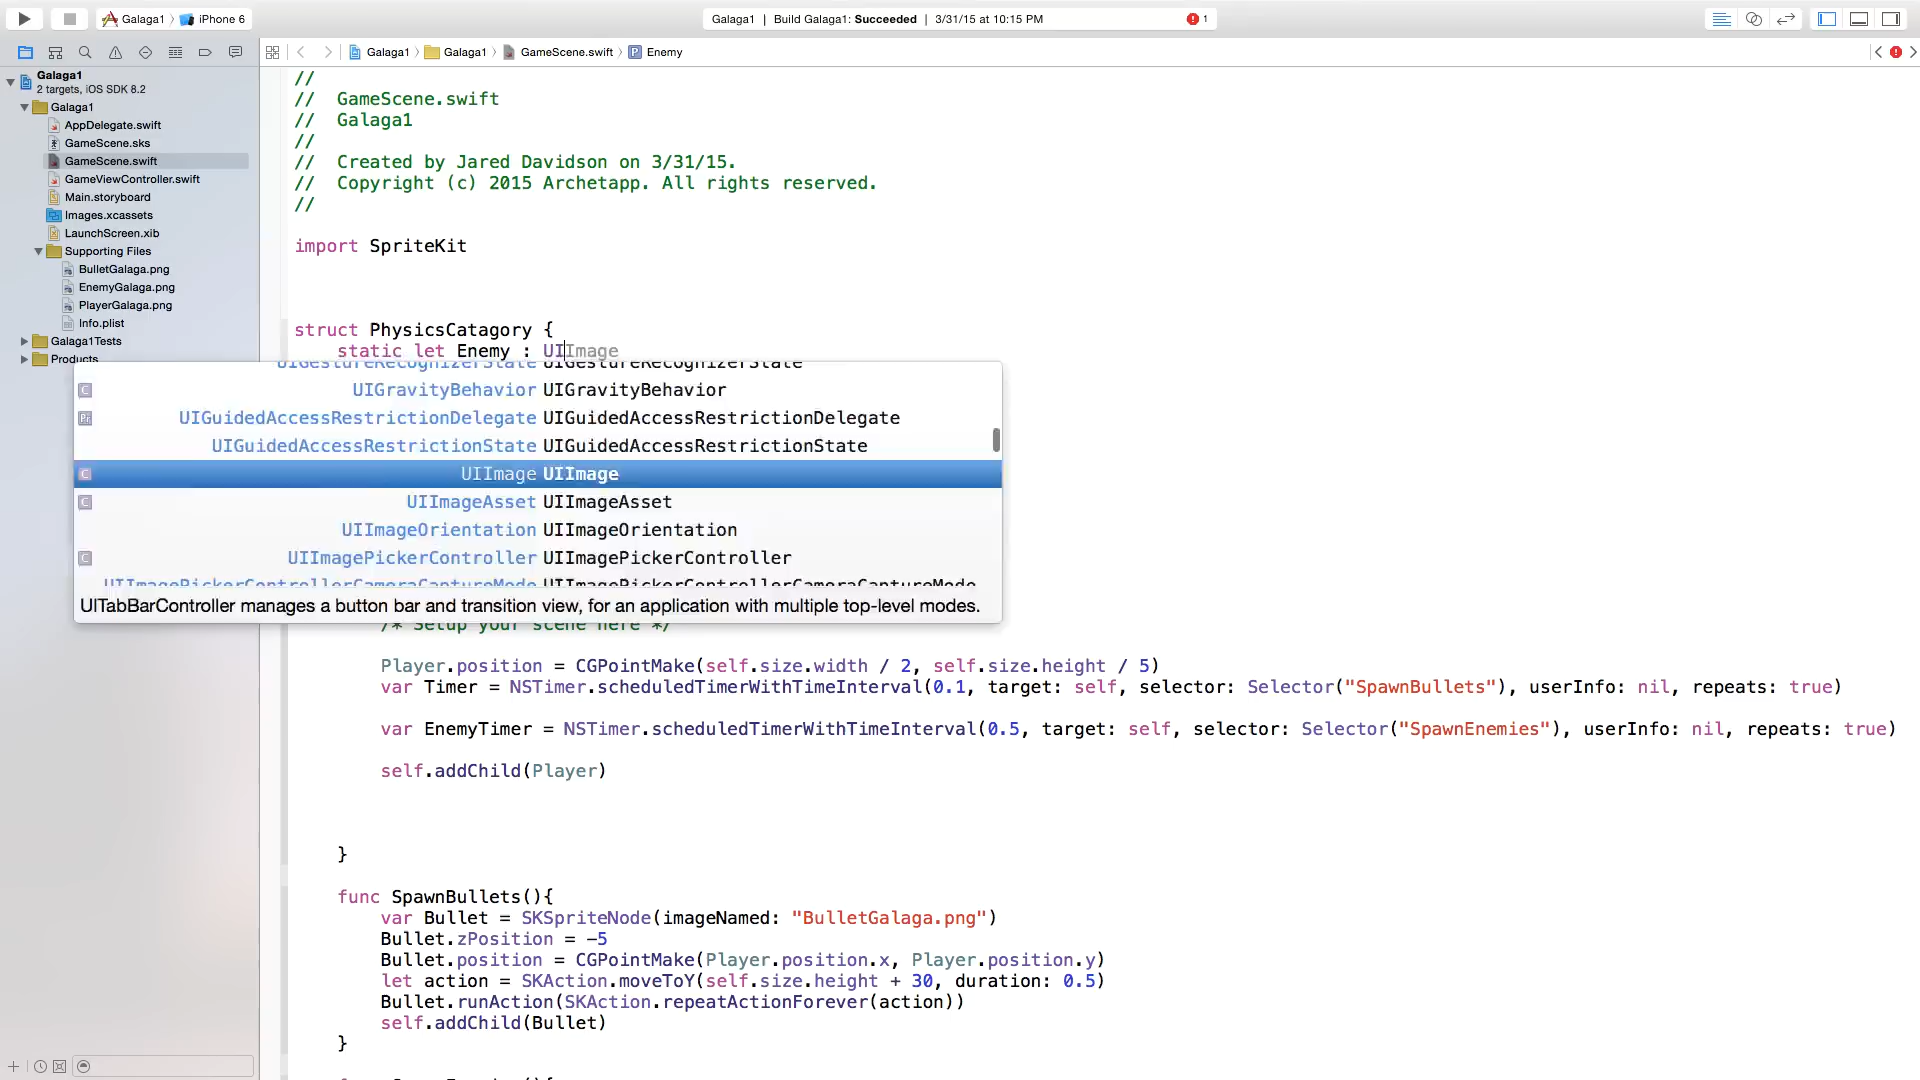 Galaga1 〉 iPhone 6
Galaga1 | Build Galaga1: Succeeded | 3/31/15 at 10:15 PM
1
Galaga1 〉 Galaga1 〉 GameScene.swift 〉 P Enemy
Galaga1
2 targets, iOS SDK 8.2
Galaga1
AppDelegate.swift
GameScene.sks
GameScene.swift
GameViewController.swift
Main.storyboard
Images.xcassets
LaunchScreen.xib
Supporting Files
BulletGalaga.png
EnemyGalaga.png
PlayerGalaga.png
Info.plist
Galaga1Tests
Products
//
// GameScene.swift
// Galaga1
//
// Created by Jared Davidson on 3/31/15.
// Copyright (c) 2015 Archetapp. All rights reserved.
//
import SpriteKit
struct PhysicsCatagory {
static let Enemy : UIImage
UIGestureRecognizerState UIGestureRecognizerState
C UIGravityBehavior UIGravityBehavior
Pr UIGuidedAccessRestrictionDelegate UIGuidedAccessRestrictionDelegate
UIGuidedAccessRestrictionState UIGuidedAccessRestrictionState
C UIImage UIImage
C UIImageAsset UIImageAsset
UIImageOrientation UIImageOrientation
C UIImagePickerController UIImagePickerController
UIImagePickerControllerCameraCaptureMode UIImagePickerControllerCameraCaptureMode
UITabBarController manages a button bar and transition view, for an application with multiple top-level modes.
/* Setup your scene here */
Player.position = CGPointMake(self.size.width / 2, self.size.height / 5)
var Timer = NSTimer.scheduledTimerWithTimeInterval(0.1, target: self, selector: Selector("SpawnBullets"), userInfo: nil, repeats: true)
var EnemyTimer = NSTimer.scheduledTimerWithTimeInterval(0.5, target: self, selector: Selector("SpawnEnemies"), userInfo: nil, repeats: true)
self.addChild(Player)
}
func SpawnBullets(){
var Bullet = SKSpriteNode(imageNamed: "BulletGalaga.png")
Bullet.zPosition = -5
Bullet.position = CGPointMake(Player.position.x, Player.position.y)
let action = SKAction.moveToY(self.size.height + 30, duration: 0.5)
Bullet.runAction(SKAction.repeatActionForever(action))
self.addChild(Bullet)
}